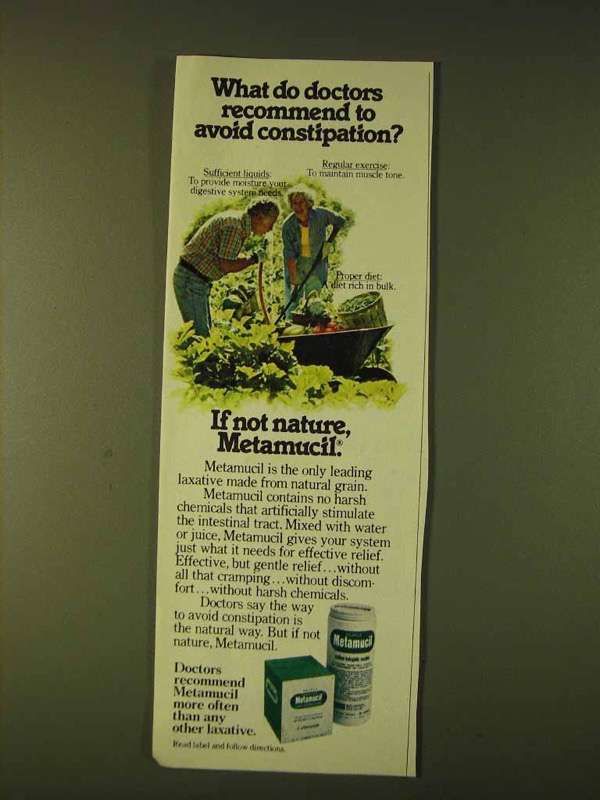 What do doctors
recommend to
avoid constipation?
Regular exercise:
To maintain muscle tone.
Sufficient liquids:
To provide moisture your
digestive system needs.
Proper diet:
A diet rich in bulk.
If not nature,
Metamucil.®
Metamucil is the only leading
laxative made from natural grain.
Metamucil contains no harsh
chemicals that artificially stimulate
the intestinal tract. Mixed with water
or juice, Metamucil gives your system
just what it needs for effective relief.
Effective, but gentle relief...without
all that cramping...without discom-
fort...without harsh chemicals.
Doctors say the way
to avoid constipation is
the natural way. But if not
nature, Metamucil.
Doctors
recommend
Metamucil
more often
than any
other laxative.
Read label and follow directions.
Metamucil
Metamucil